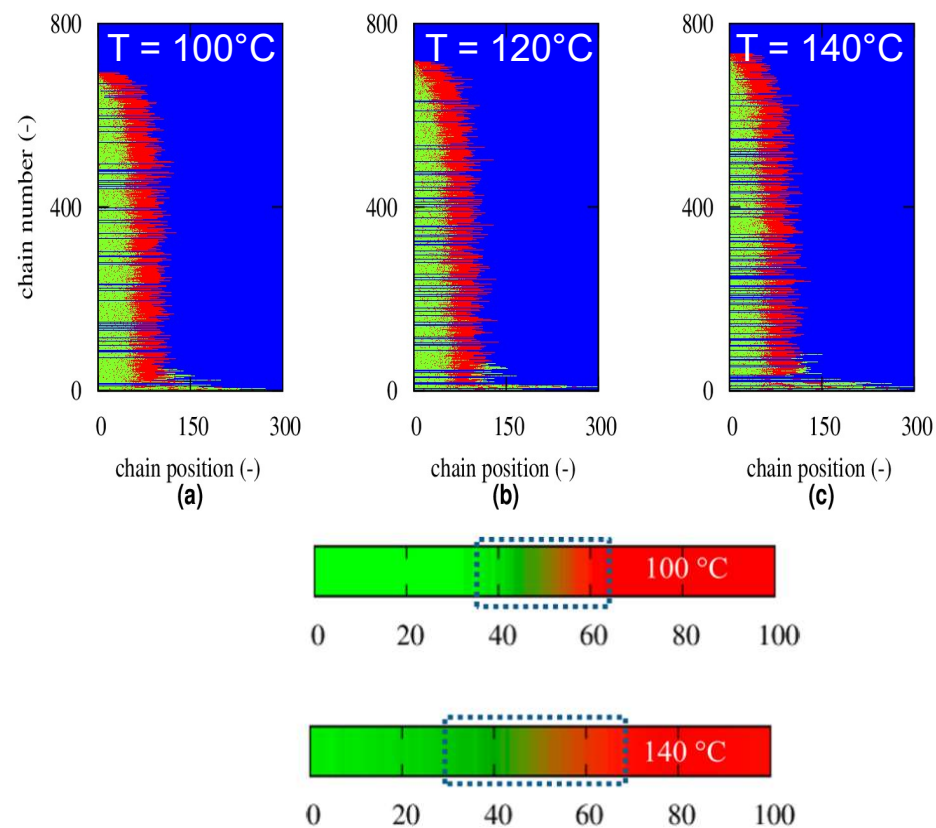 800
T = 100°C
400
0
0 150 300
chain number (-)
chain position (-)
(a)
800
T = 120°C
400
0
0 150 300
chain position (-)
(b)
800
T = 140°C
400
0
0 150 300
chain position (-)
(c)
100 °C
0 20 40 60 80 100
140 °C
0 20 40 60 80 100